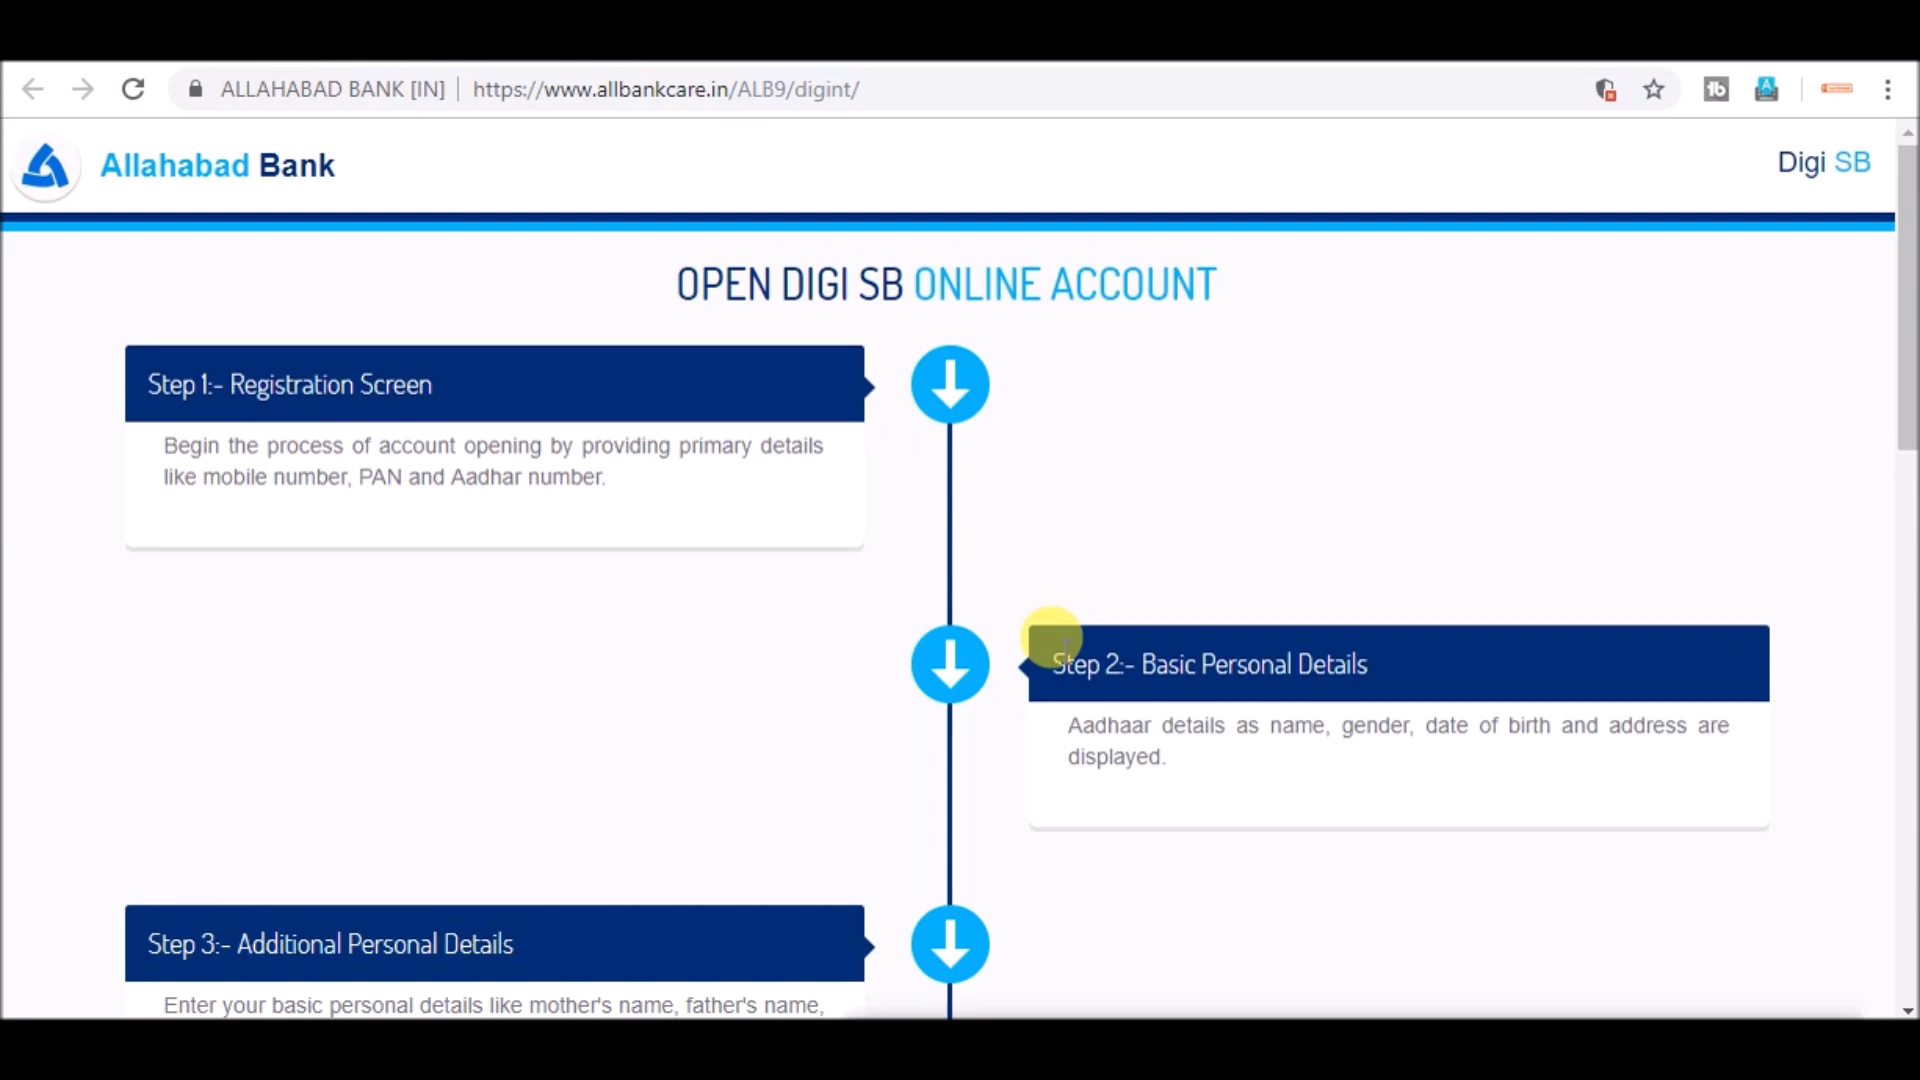 ALLAHABAD BANK [IN] https://www.allbankcare.in/ALB9/digint/
Allahabad Bank
Digi SB
OPEN DIGI SB ONLINE ACCOUNT
Step 1:- Registration Screen
Begin the process of account opening by providing primary details
like mobile number, PAN and Aadhar number.
Step 2:- Basic Personal Details
Aadhaar details as name, gender, date of birth and address are
displayed.
Step 3:- Additional Personal Details
Enter your basic personal details like mother's name, father's name,